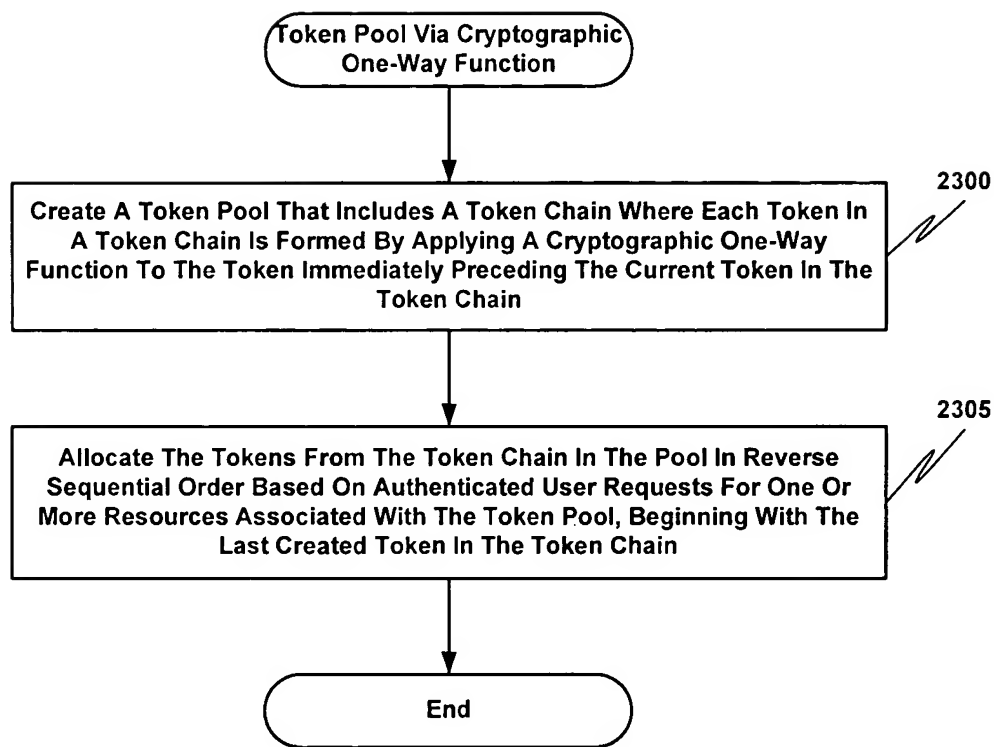 Token Pool Via Cryptographic
One-Way Function
2300
Create A Token Pool That Includes A Token Chain Where Each Token In
A Token Chain Is Formed By Applying A Cryptographic One-Way
Function To The Token Immediately Preceding The Current Token In The
Token Chain
2305
Allocate The Tokens From The Token Chain In The Pool In Reverse
Sequential Order Based On Authenticated User Requests For One Or
More Resources Associated With The Token Pool, Beginning With The
Last Created Token In The Token Chain
End